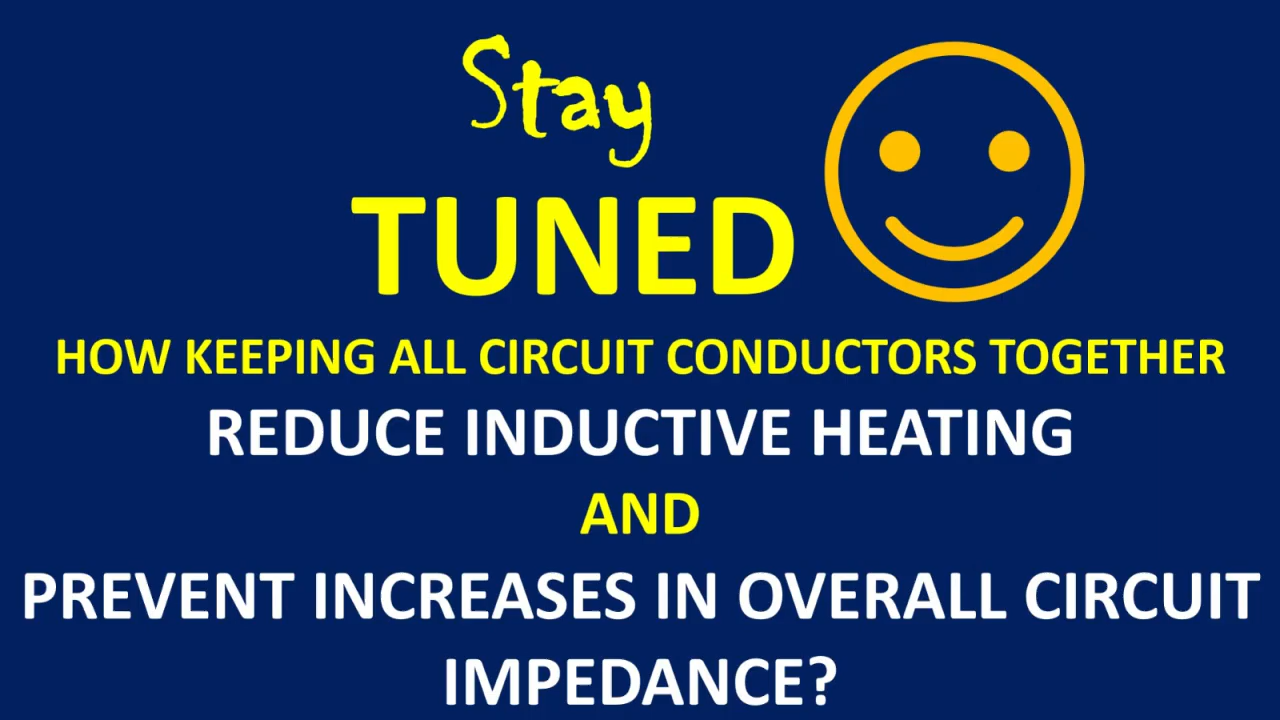 Stay
TUNED
HOW KEEPING ALL CIRCUIT CONDUCTORS TOGETHER
REDUCE INDUCTIVE HEATING
AND
PREVENT INCREASES IN OVERALL CIRCUIT
IMPEDANCE?